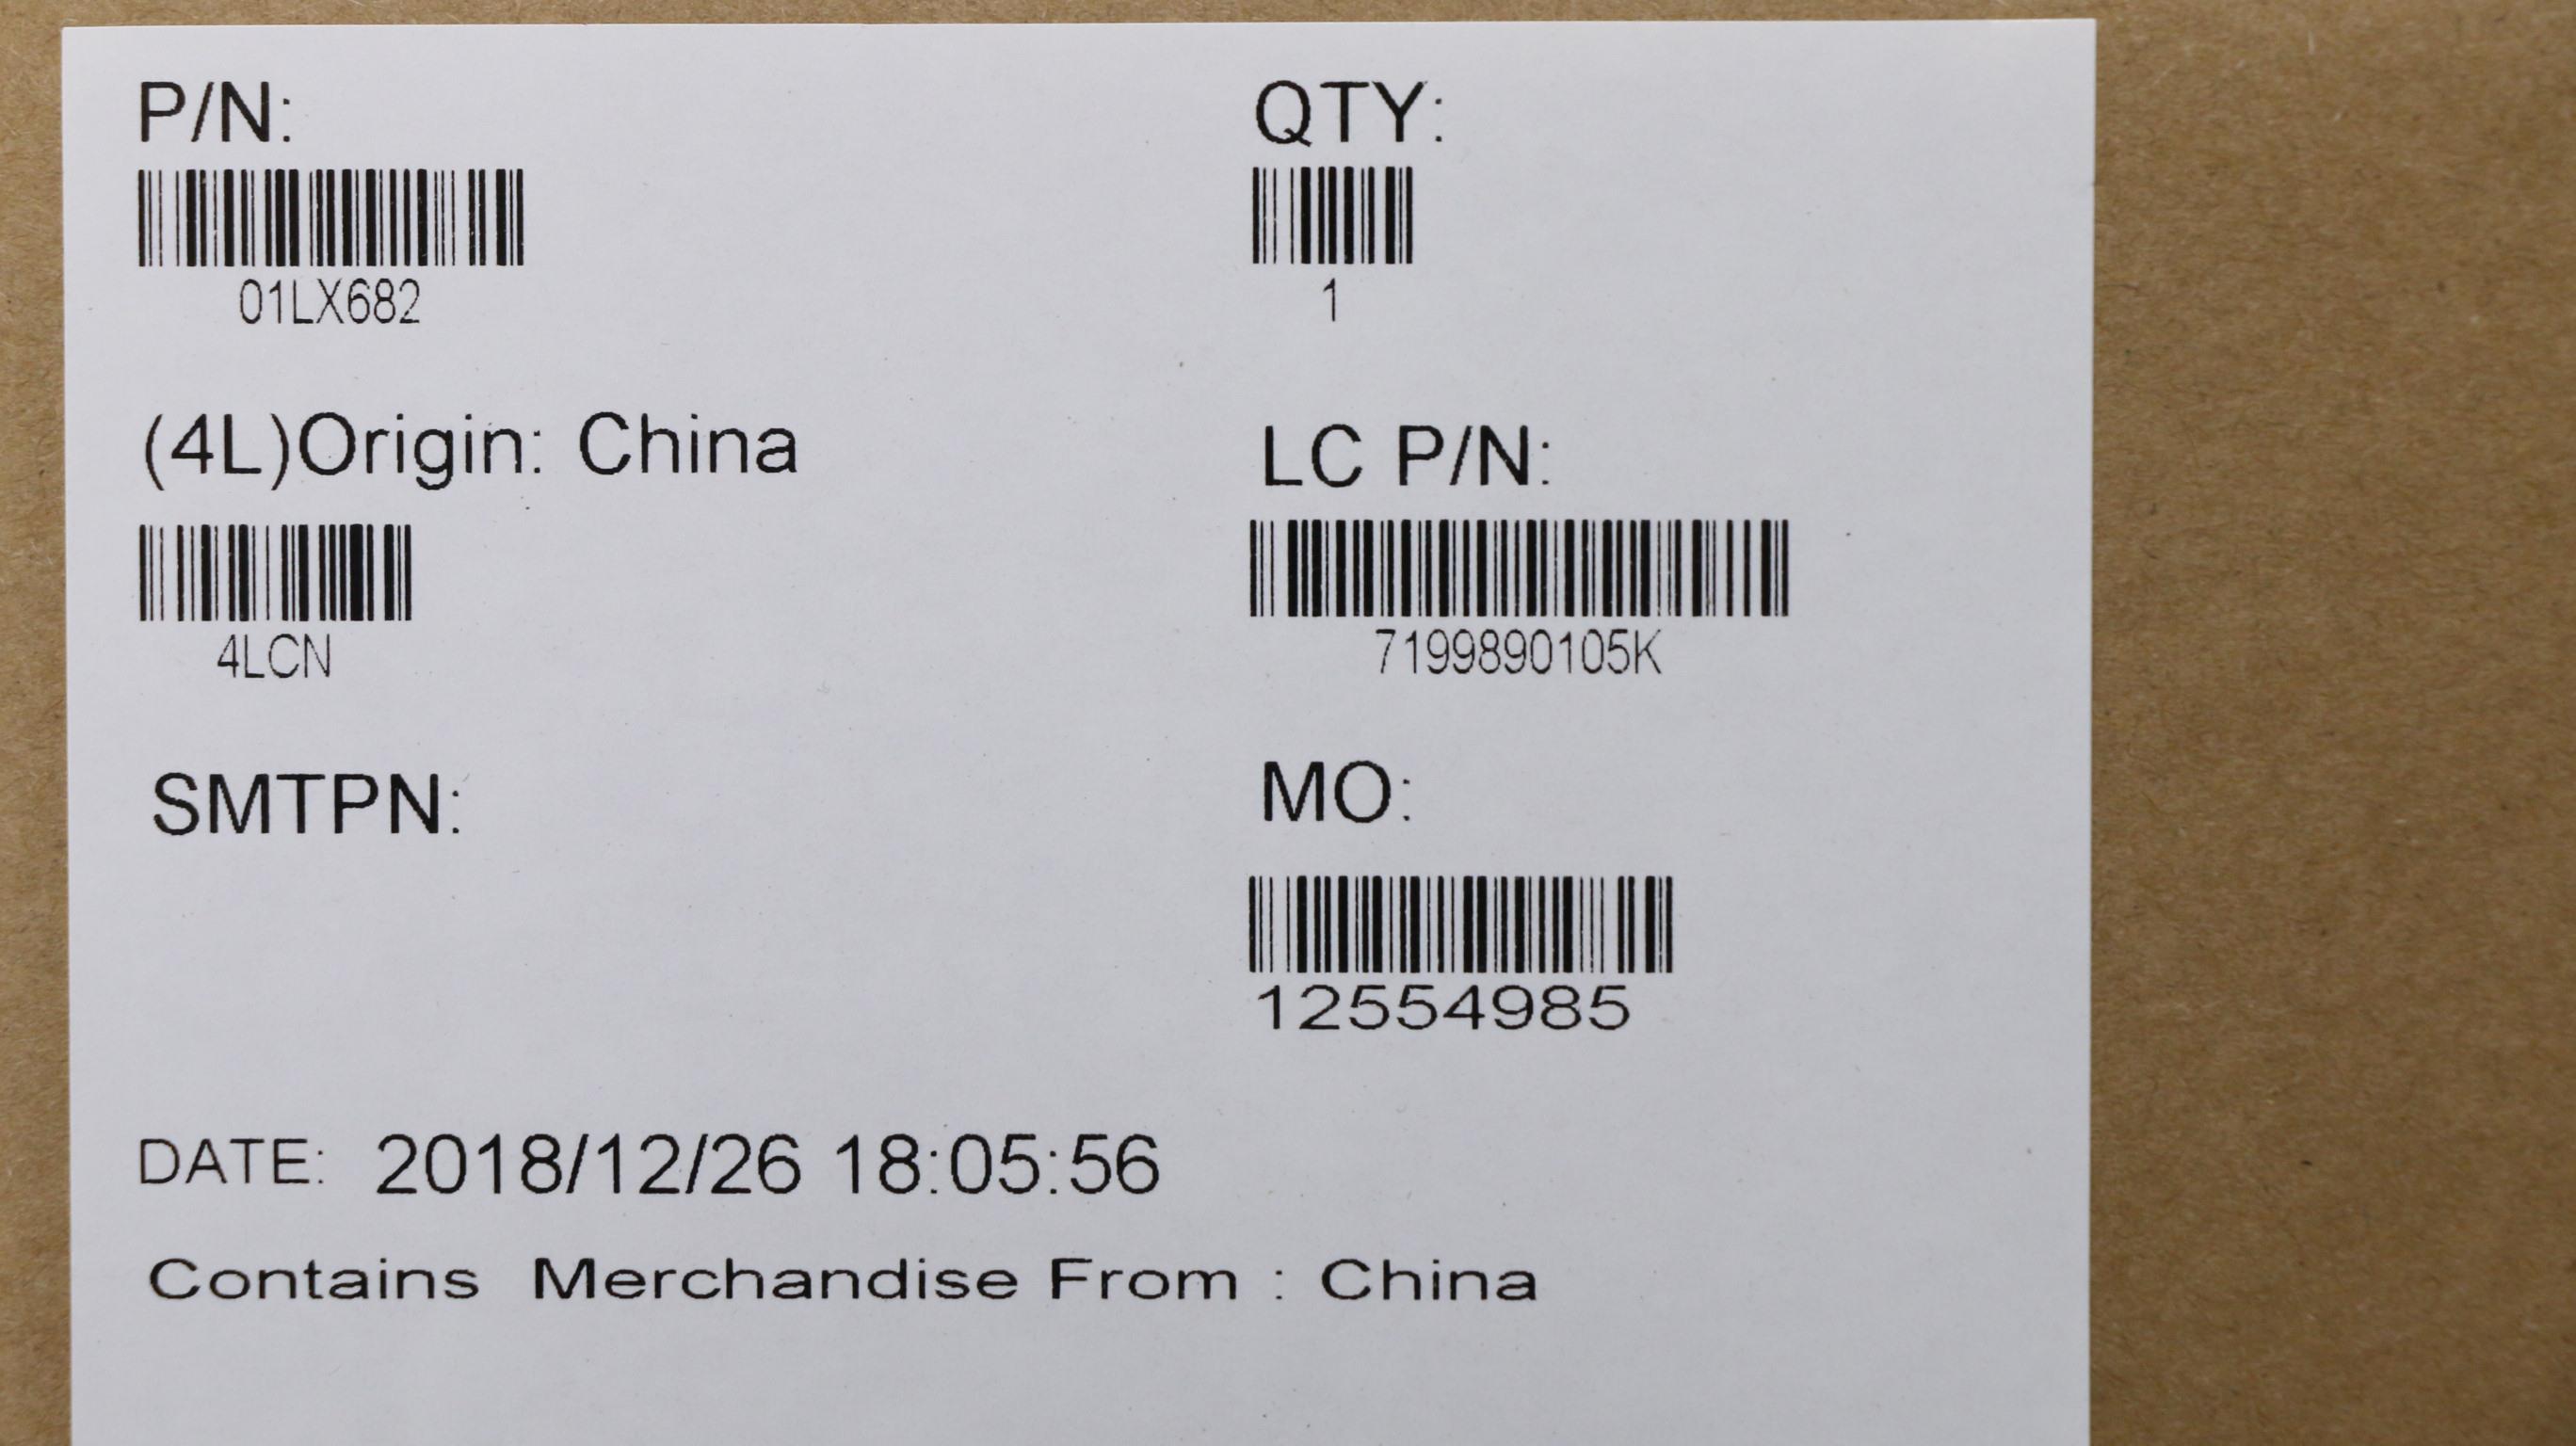 P/N: QTY:
01LX682 1
(4L)Origin: China LC P/N:
4LCN 7199890105K
SMTPN: MO:
12554985
DATE: 2018/12/26 18:05:56
Contains Merchandise From : China